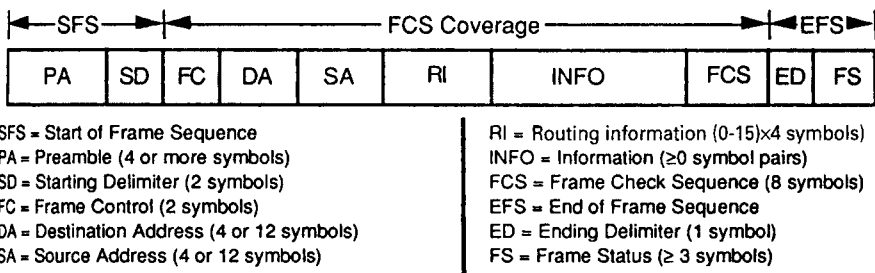 SFS FCS Coverage EFS
PA SD FC DA SA RI INFO FCS ED FS
SFS = Start of Frame Sequence
PA = Preamble (4 or more symbols)
SD = Starting Delimiter (2 symbols)
FC = Frame Control (2 symbols)
DA = Destination Address (4 or 12 symbols)
SA = Source Address (4 or 12 symbols)
RI = Routing information (0-15)×4 symbols)
INFO = Information (≥0 symbol pairs)
FCS = Frame Check Sequence (8 symbols)
EFS = End of Frame Sequence
ED = Ending Delimiter (1 symbol)
FS = Frame Status (≥ 3 symbols)